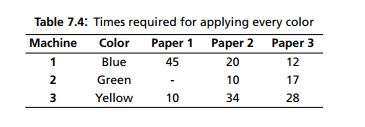 Table 7.4: Times required for applying every color
Machine Color Paper 1 Paper 2 Paper 3
1 Blue 45 20 12
2 Green - 10 17
3 Yellow 10 34 28